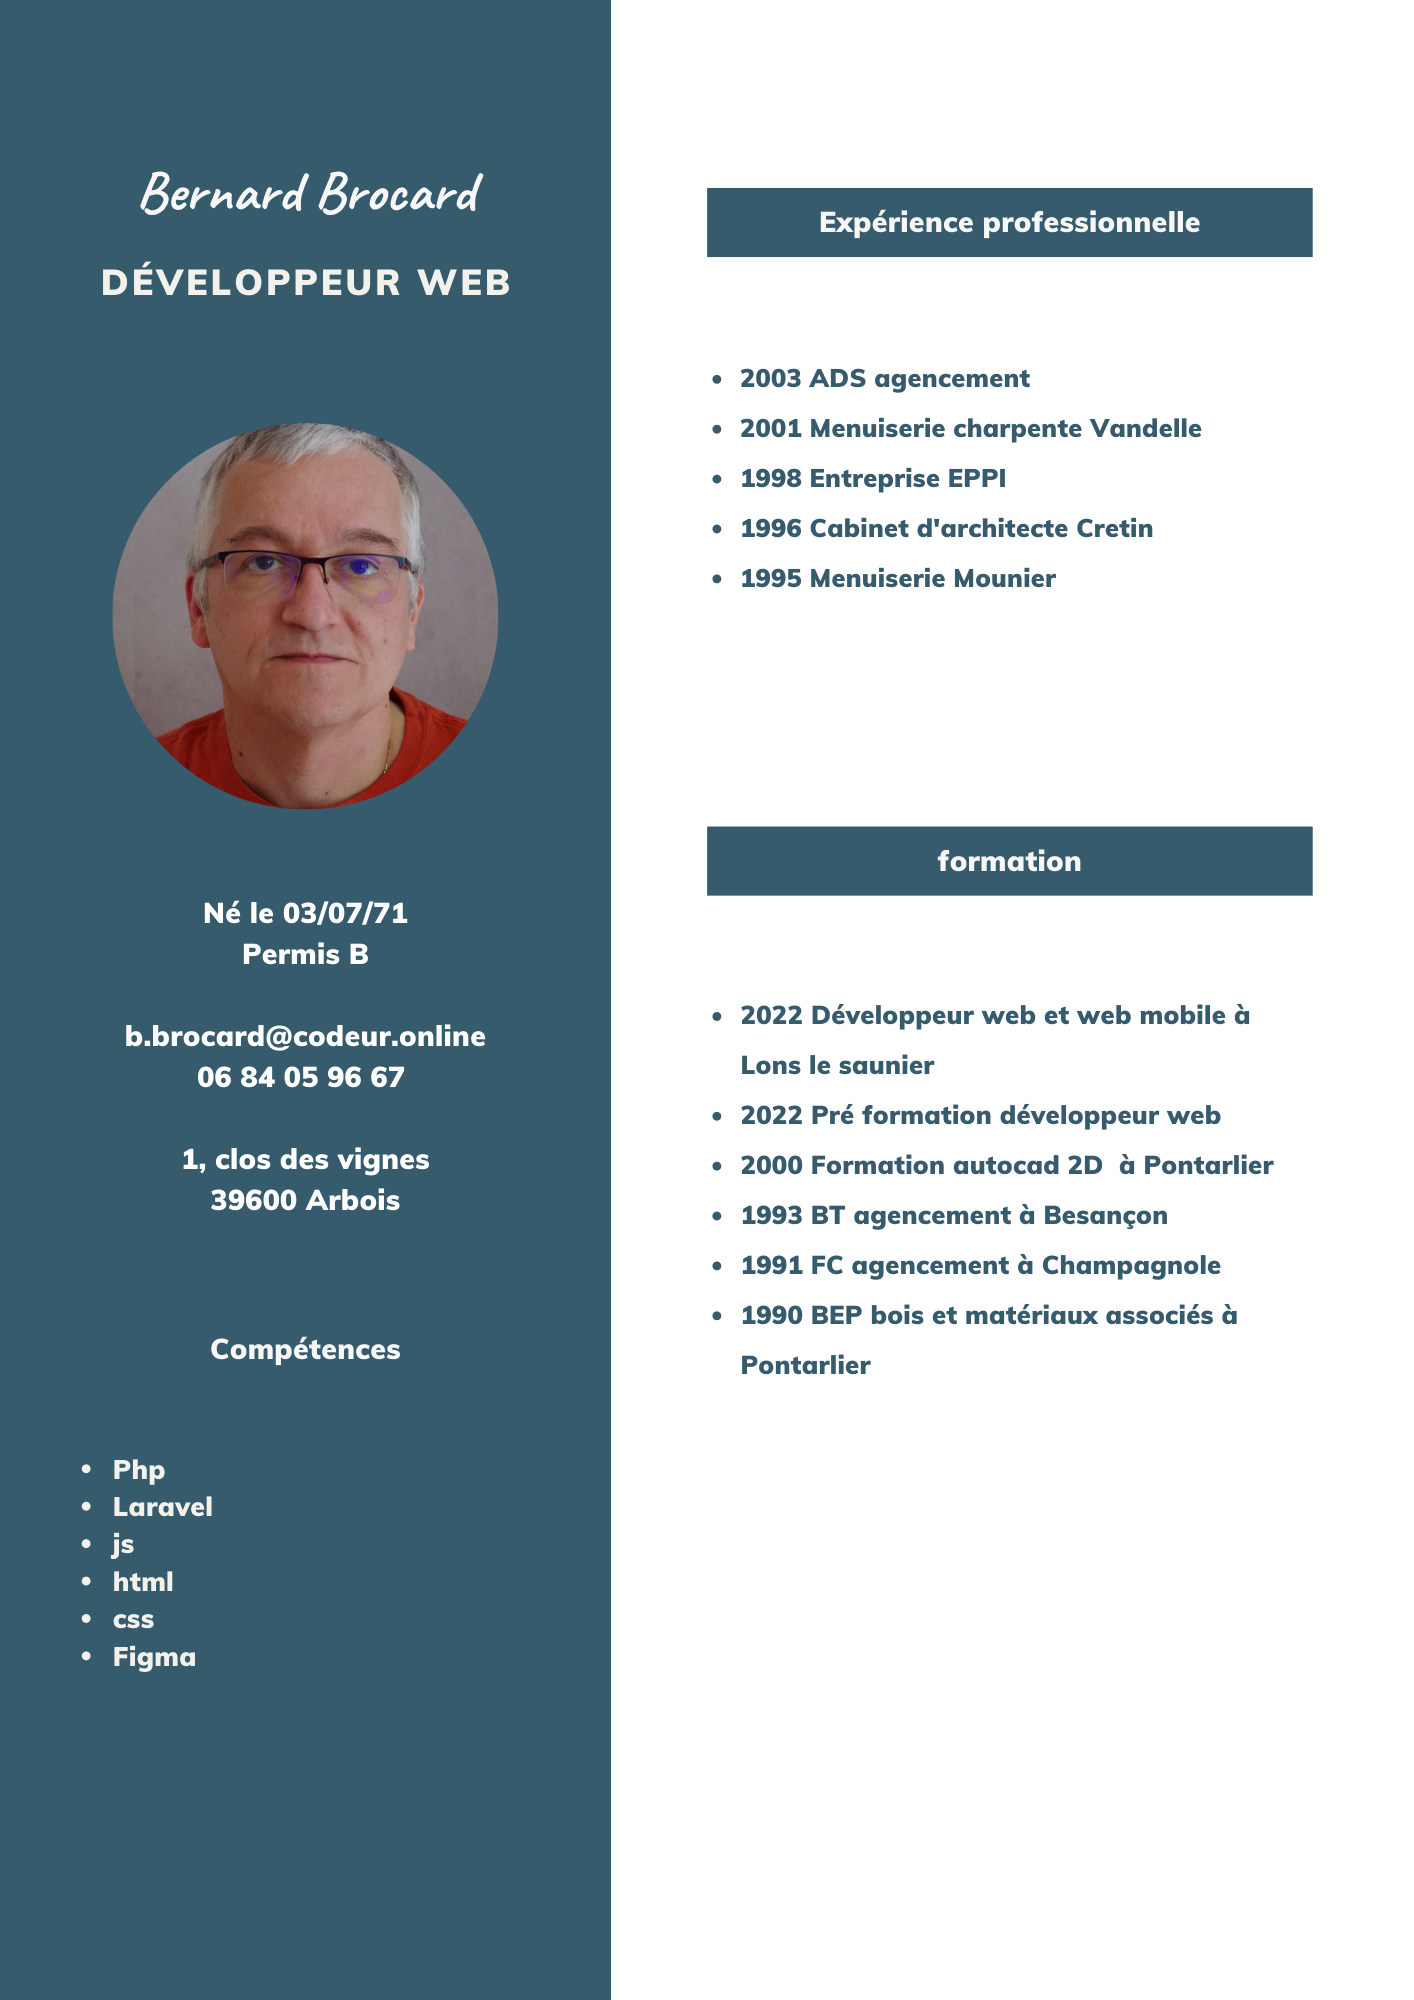 Bernard Brocard
DÉVELOPPEUR WEB
Né le 03/07/71
Permis B
b.brocard@codeur.online
06 84 05 96 67
1, clos des vignes
39600 Arbois
Compétences
• Php
• Laravel
• js
• html
• css
• Figma
Expérience professionnelle
• 2003 ADS agencement
• 2001 Menuiserie charpente Vandelle
• 1998 Entreprise EPPI
• 1996 Cabinet d'architecte Cretin
• 1995 Menuiserie Mounier
formation
• 2022 Développeur web et web mobile à
Lons le saunier
• 2022 Pré formation développeur web
• 2000 Formation autocad 2D  à Pontarlier
• 1993 BT agencement à Besançon
• 1991 FC agencement à Champagnole
• 1990 BEP bois et matériaux associés à
Pontarlier